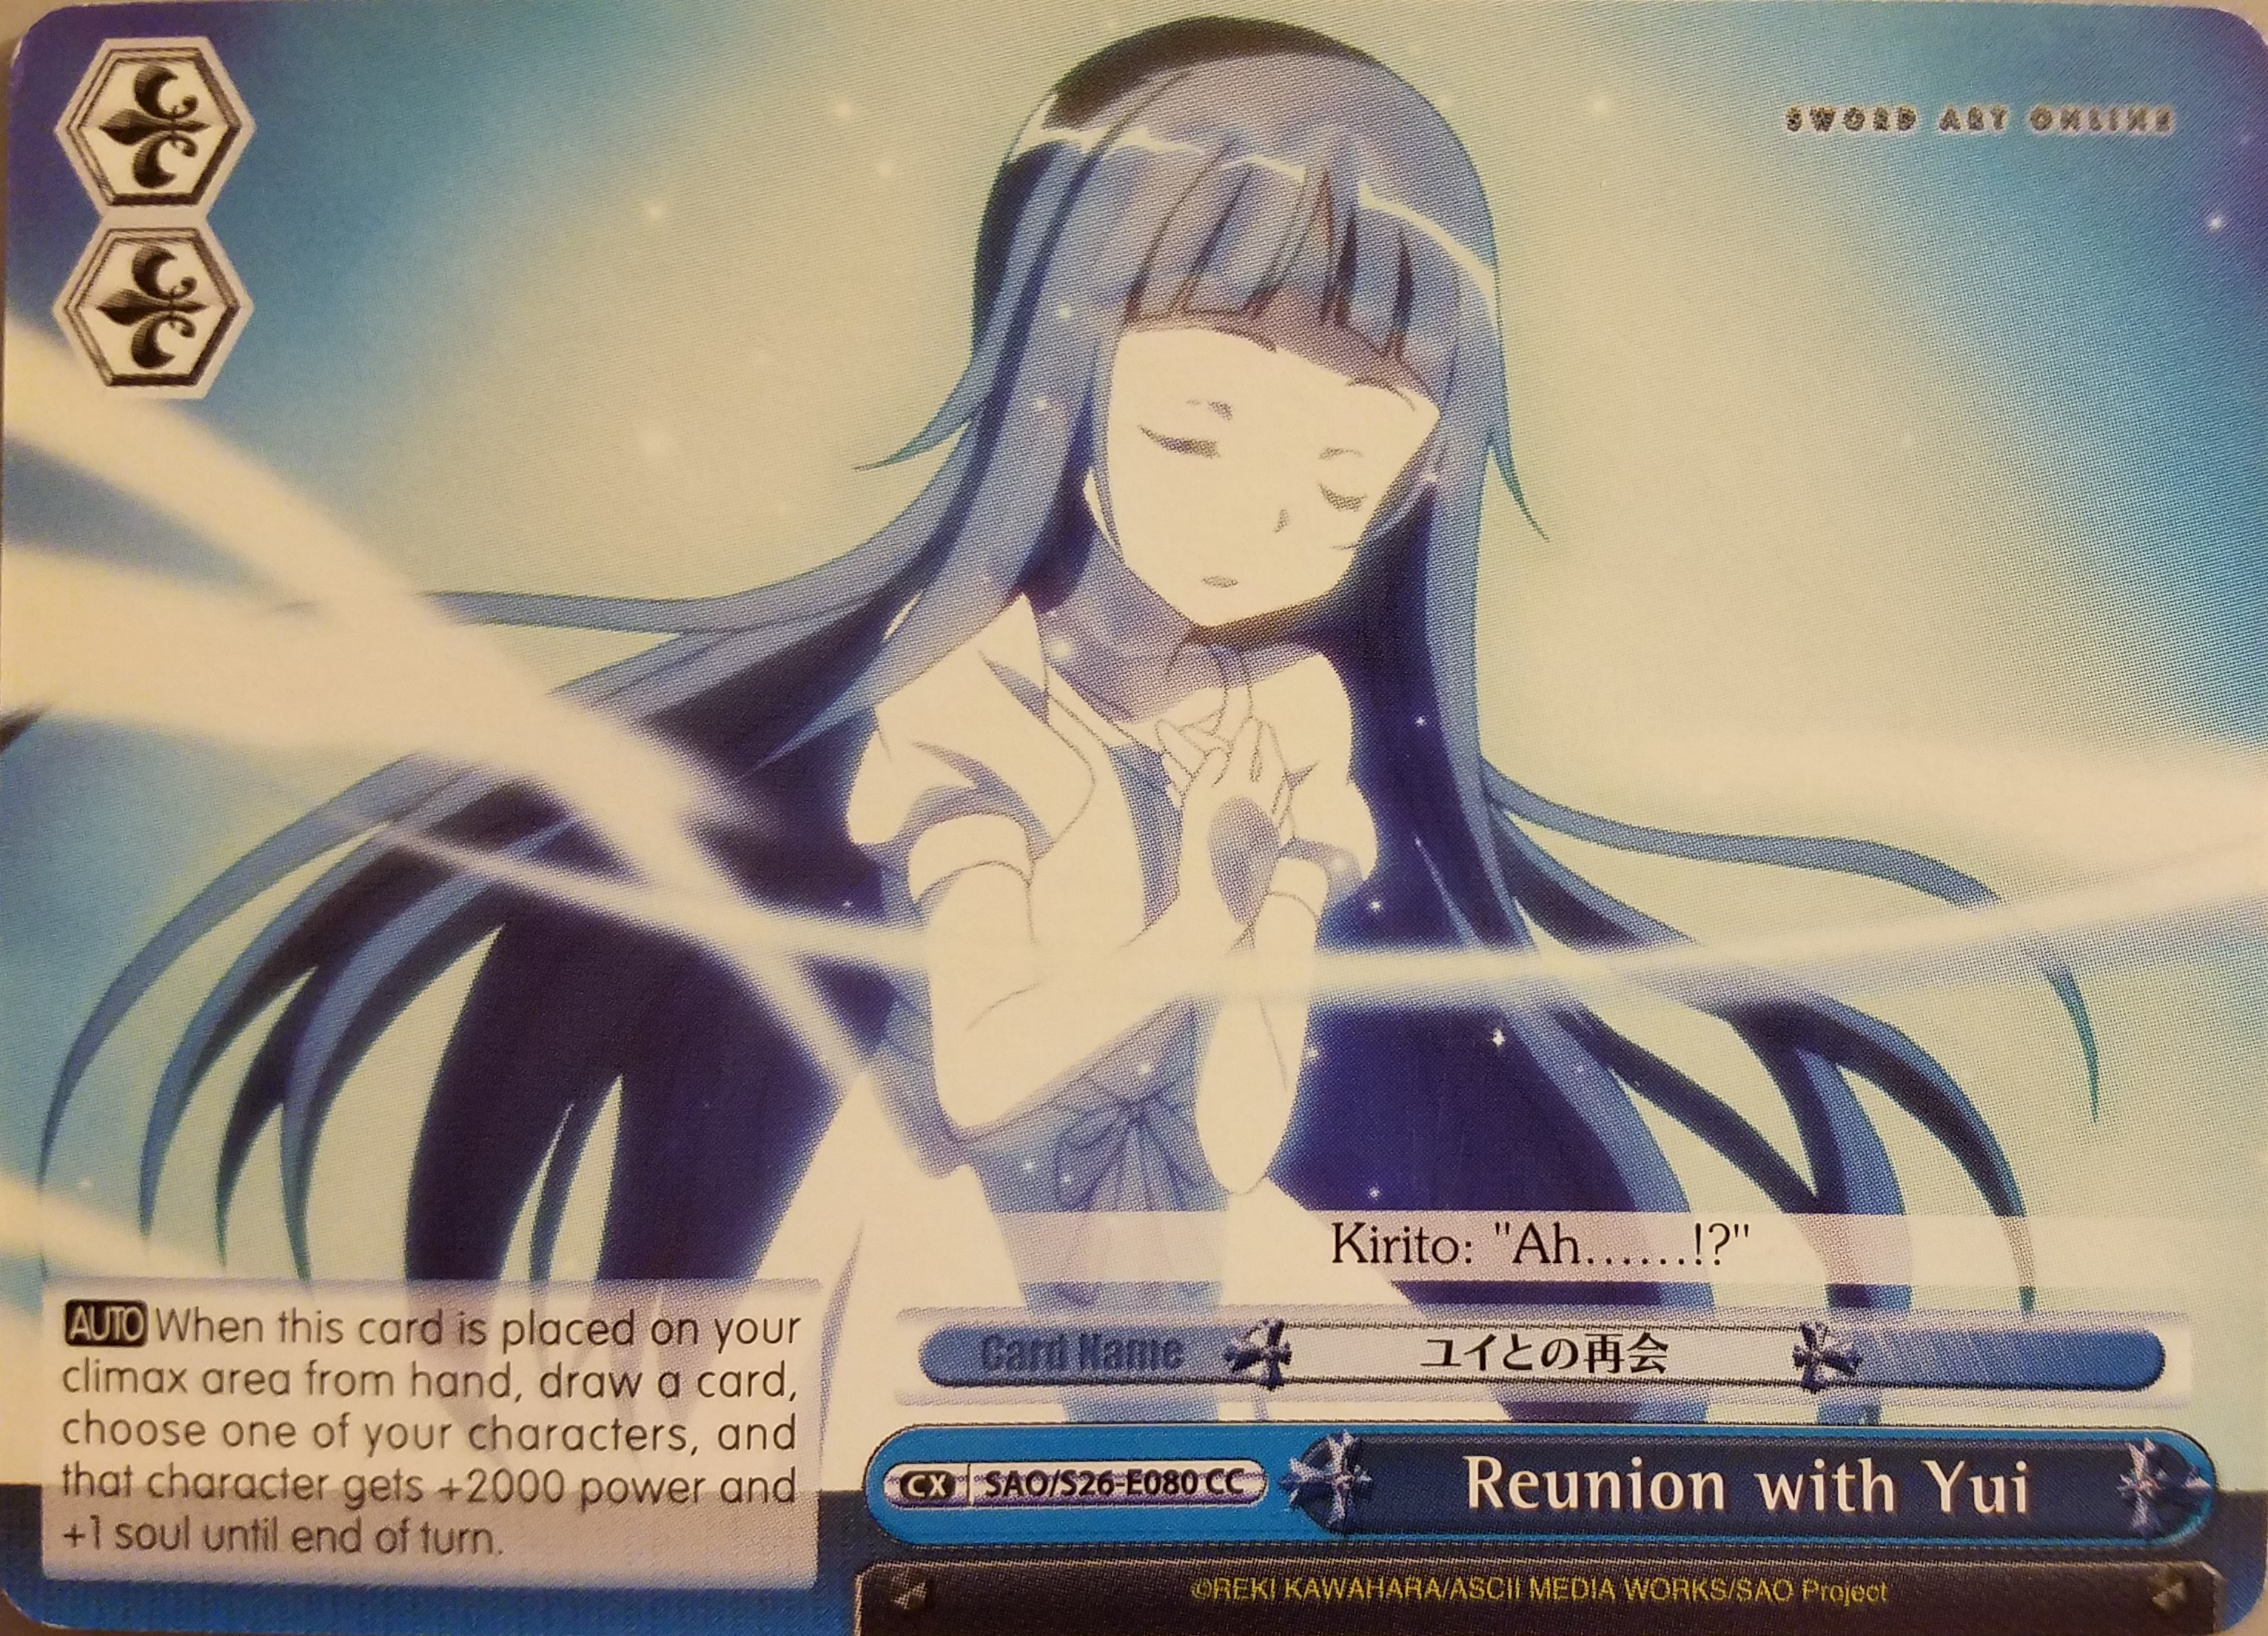 SWORD ART ONLINE
Kirito: "Ah......!?"
AUTO When this card is placed on your
climax area from hand, draw a card,
choose one of your characters, and
that character gets +2000 power and
+1 soul until end of turn.
Card Name ユイとの再会
CX SAO/S26-E080 CC Reunion with Yui
©REKI KAWAHARA/ASCII MEDIA WORKS/SAO Project